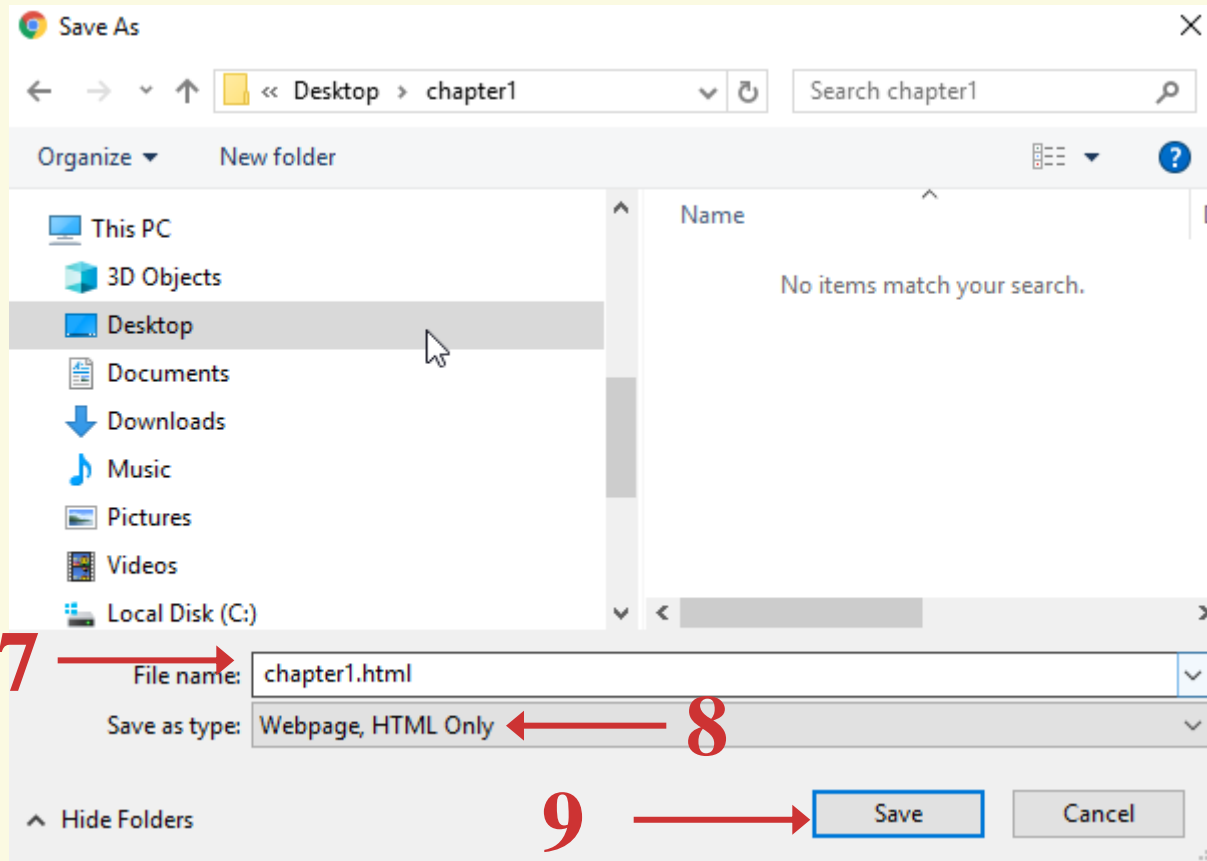 Save As
« Desktop > chapter1
Search chapter1
Organize
New folder
?
This PC
3D Objects
Desktop
Documents
Downloads
Music
Pictures
Videos
Local Disk (C:)
Name
No items match your search.
7
File name: chapter1.html
Save as type: Webpage, HTML Only
8
Hide Folders
9
Save
Cancel